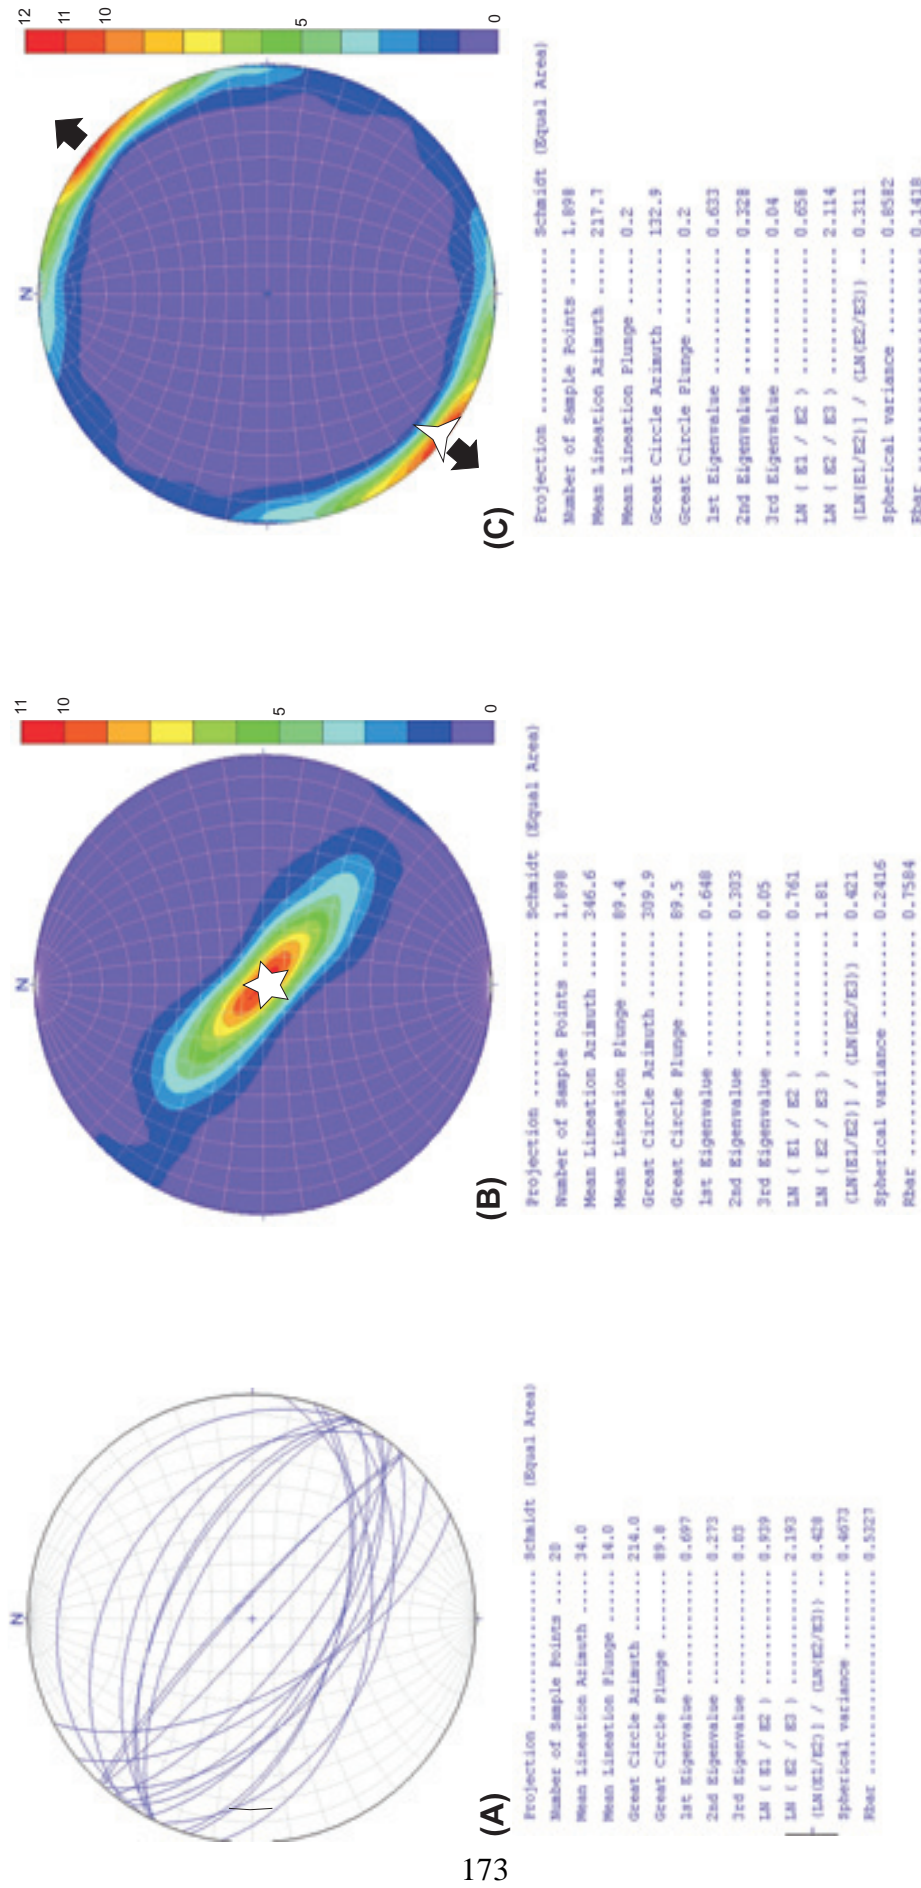 N
(A)
Projection ................. Schmidt (Equal Area)
Number of Sample Points .... 20
Mean Lineation Azimuth ..... 34.0
Mean Lineation Plunge ...... 14.0
Great Circle Azimuth ....... 214.0
Great Circle Plunge ........ 89.8
1st Eigenvalue ............. 0.697
2nd Eigenvalue ............. 0.273
3rd Eigenvalue ............. 0.03
LN ( E1 / E2 ) ............. 0.939
LN ( E2 / E3 ) ............. 2.193
(LN(E1/E2)] / (LN(E2/E3)) .. 0.428
Spherical variance ......... 0.4673
Rbar ....................... 0.5327
N
11
10
5
0
(B)
Projection ................. Schmidt (Equal Area)
Number of Sample Points .... 1,898
Mean Lineation Azimuth ..... 346.6
Mean Lineation Plunge ...... 89.4
Great Circle Azimuth ....... 309.9
Great Circle Plunge ........ 89.5
1st Eigenvalue ............. 0.648
2nd Eigenvalue ............. 0.303
3rd Eigenvalue ............. 0.05
LN ( E1 / E2 ) ............. 0.761
LN ( E2 / E3 ) ............. 1.81
(LN(E1/E2)] / (LN(E2/E3)) .. 0.421
Spherical variance ......... 0.2416
Rbar ....................... 0.7584
N
12
11
10
5
0
(C)
Projection ................. Schmidt (Equal Area)
Number of Sample Points .... 1,898
Mean Lineation Azimuth ..... 217.7
Mean Lineation Plunge ...... 0.2
Great Circle Azimuth ....... 132.9
Great Circle Plunge ........ 0.2
1st Eigenvalue ............. 0.633
2nd Eigenvalue ............. 0.328
3rd Eigenvalue ............. 0.04
LN ( E1 / E2 ) ............. 0.658
LN ( E2 / E3 ) ............. 2.114
(LN(E1/E2)] / (LN(E2/E3)) .. 0.311
Spherical variance ......... 0.8582
Rbar ....................... 0.1418
173